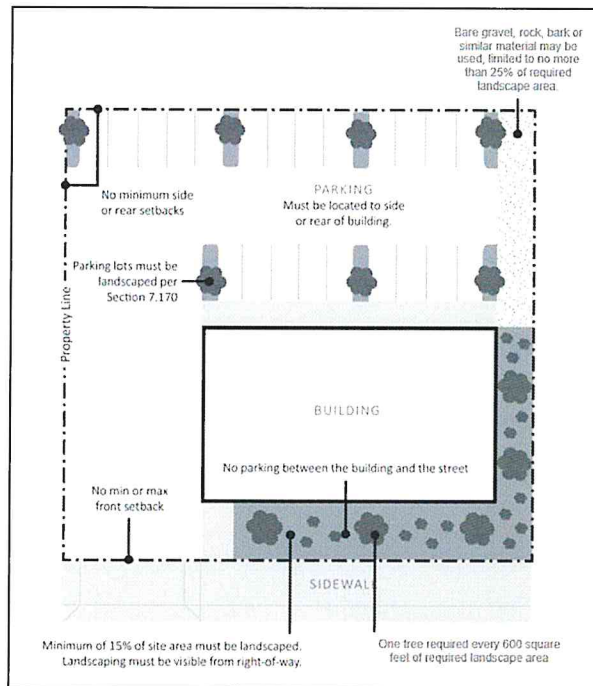 Bare gravel, rock, bark or
similar material may be
used, limited to no more
than 25% of required
landscape area.
No minimum side
or rear setbacks
PARKING
Must be located to side
or rear of building.
Parking lots must be
landscaped per
Section 7.170
Property Line
BUILDING
No parking between the building and the street
No min or max
front setback
SIDEWALK
Minimum of 15% of site area must be landscaped.
Landscaping must be visible from right-of-way.
One tree required every 600 square
feet of required landscape area